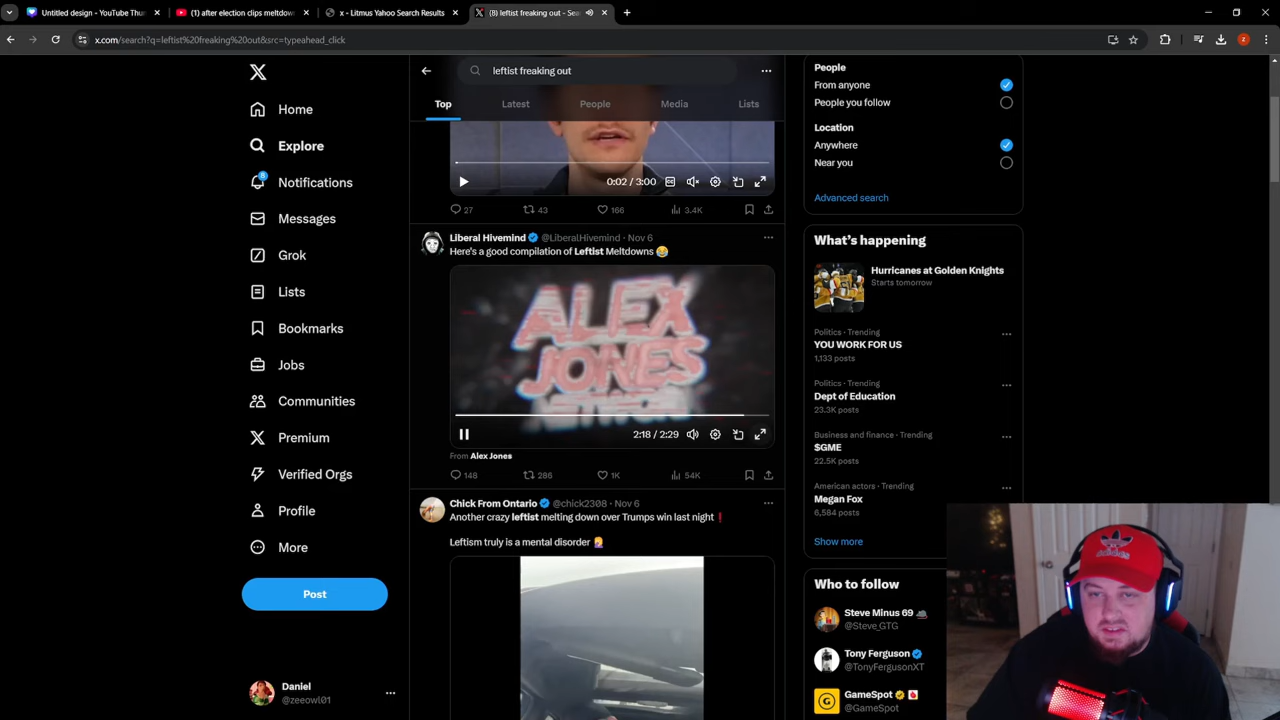 Untitled design - YouTube Thu
(1) after election clips meltdow
x - Litmus Yahoo Search Results
(8) leftist freaking out - Sea
x.com/search?q=leftist%20freaking%20out&src=typeahead_click
leftist freaking out
Top
Latest
People
Media
Lists
Home
Explore
8
Notifications
Messages
Grok
Lists
Bookmarks
Jobs
Communities
Premium
Verified Orgs
Profile
More
Post
Daniel
@zeeowl01
0:02 / 3:00
27
43
166
3.4K
Liberal Hivemind @LiberalHivemind · Nov 6
Here's a good compilation of Leftist Meltdowns 😂
ALEX
JONES
NETWORK
2:18 / 2:29
From Alex Jones
148
286
1K
54K
Chick From Ontario @chick2308 · Nov 6
Another crazy leftist melting down over Trumps win last night❗
Leftism truly is a mental disorder 🤦
People
From anyone
People you follow
Location
Anywhere
Near you
Advanced search
What's happening
Hurricanes at Golden Knights
Starts tomorrow
Politics · Trending
YOU WORK FOR US
1,133 posts
Politics · Trending
Dept of Education
23.3K posts
Business and finance · Trending
$GME
22.5K posts
American actors · Trending
Megan Fox
6,584 posts
Show more
Who to follow
Steve Minus 69
@Steve_GTG
Tony Ferguson
@TonyFergusonXT
GameSpot
@GameSpot
adidas